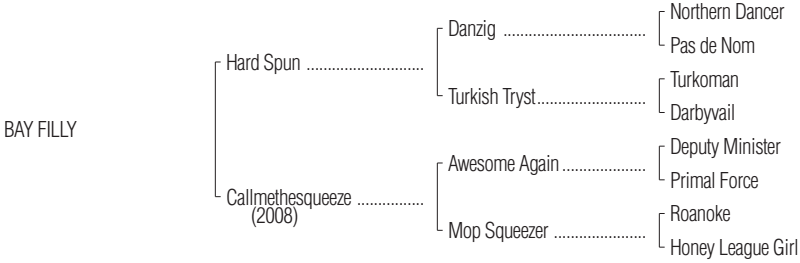 Northern Dancer
Danzig ..................................
Pas de Nom
Hard Spun ............................
Turkoman
Turkish Tryst..........................
Darbyvail
BAY FILLY
Deputy Minister
Awesome Again ....................
Primal Force
Callmethesqueeze ................
(2008)
Roanoke
Mop Squeezer ......................
Honey League Girl